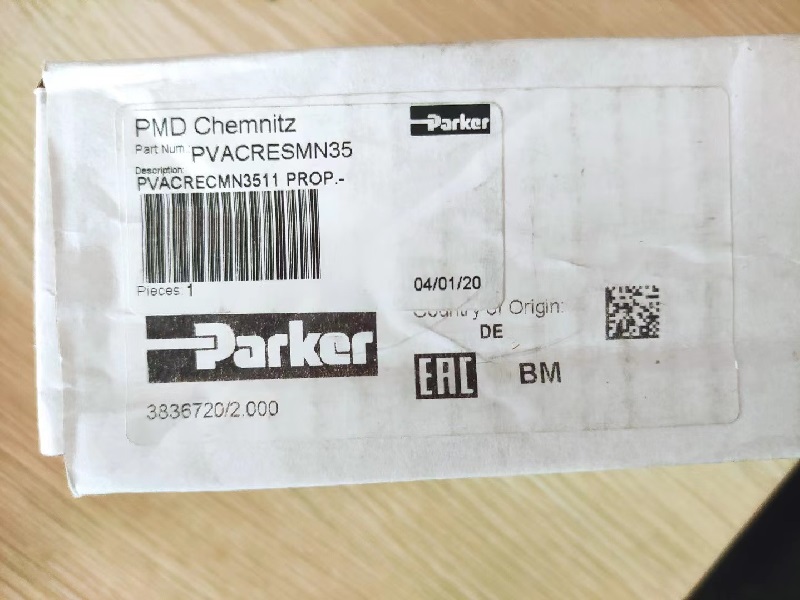 PMD Chemnitz
Parker
Part Num.: PVACRESMN35
Description:
PVACRECMN3511 PROP.-
Pieces: 1
04/01/20
Country of Origin:
DE
Parker
EAC BM
3836720/2.000